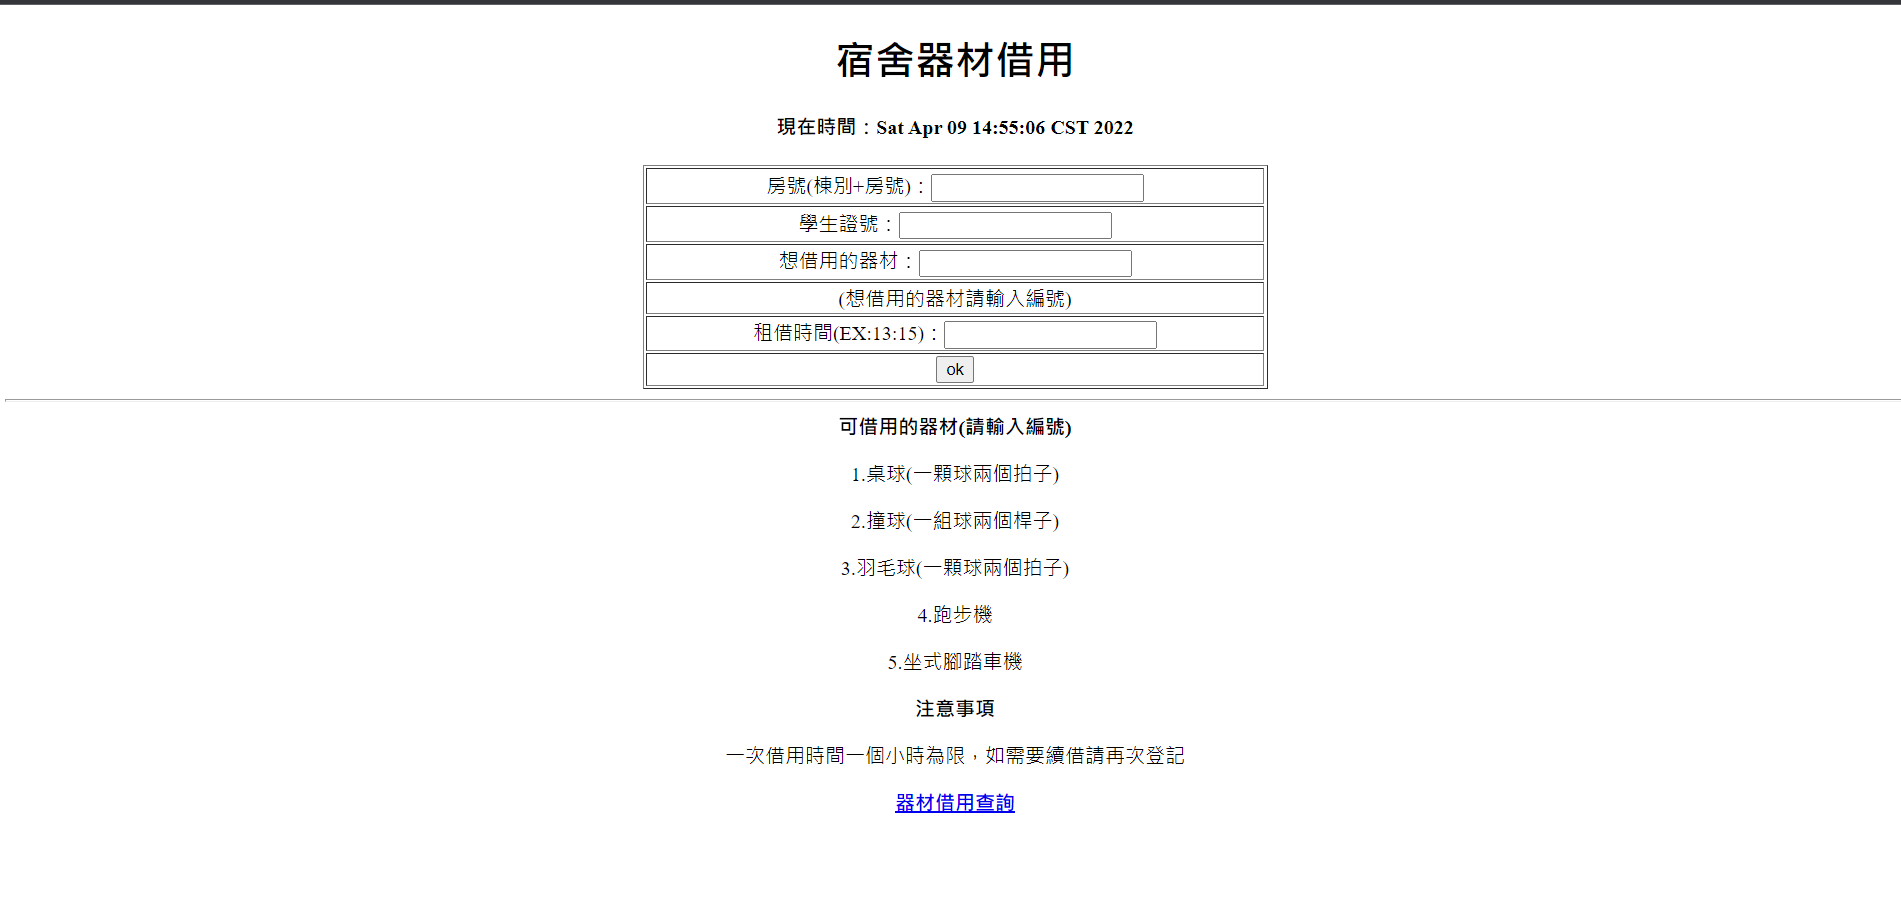 宿舍器材借用
現在時間：Sat Apr 09 14:55:06 CST 2022
房號(棟別+房號)：
學生證號：
想借用的器材：
(想借用的器材請輸入編號)
租借時間(EX:13:15)：
ok
可借用的器材(請輸入編號)
1.桌球(一顆球兩個拍子)
2.撞球(一組球兩個桿子)
3.羽毛球(一顆球兩個拍子)
4.跑步機
5.坐式腳踏車機
注意事項
一次借用時間一個小時為限，如需要續借請再次登記
器材借用查詢